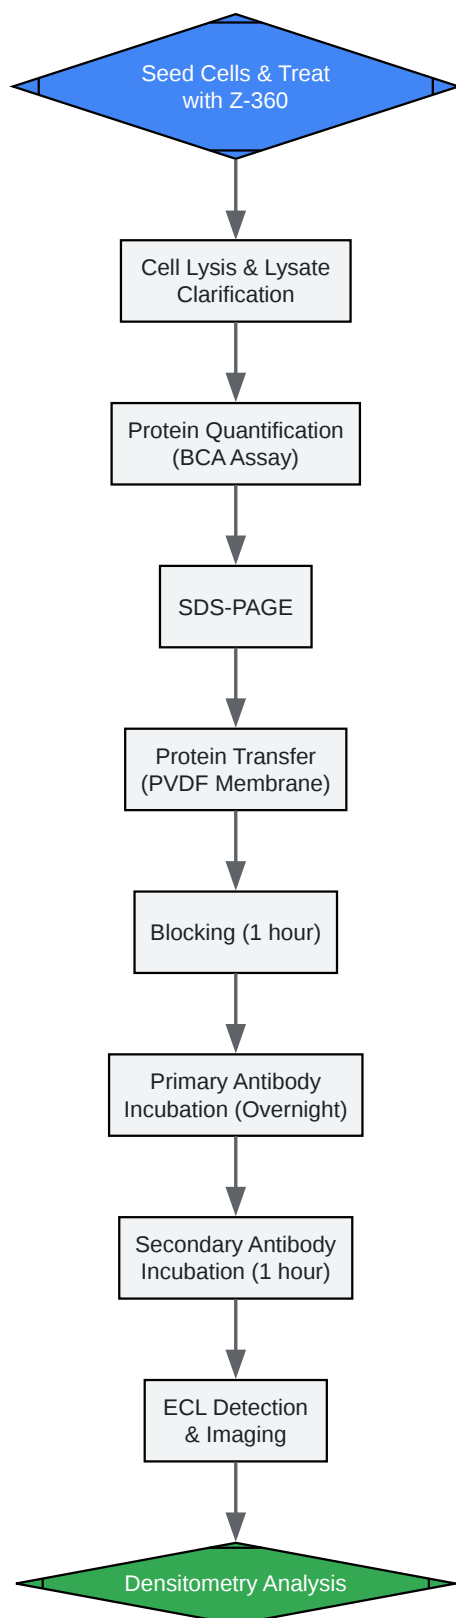 Seed Cells & Treat
with Z-360
Cell Lysis & Lysate
Clarification
Protein Quantification
(BCA Assay)
SDS-PAGE
Protein Transfer
(PVDF Membrane)
Blocking (1 hour)
Primary Antibody
Incubation (Overnight)
Secondary Antibody
Incubation (1 hour)
ECL Detection
& Imaging
Densitometry Analysis